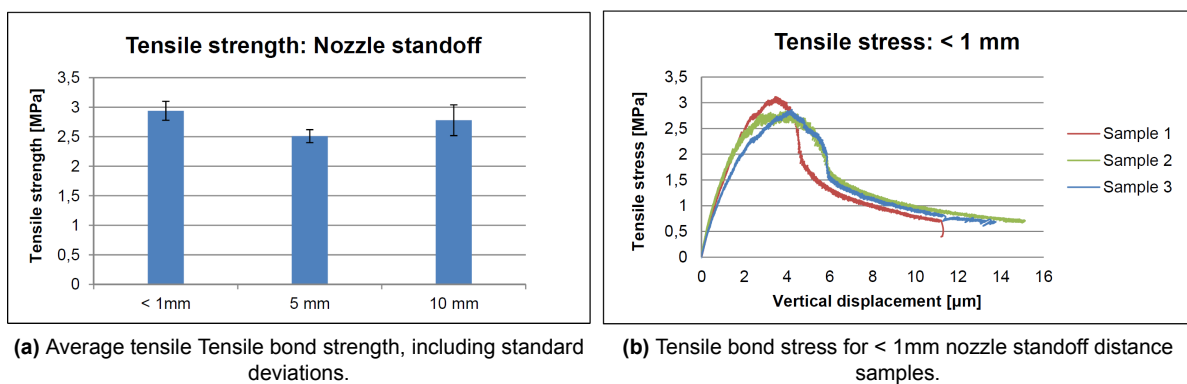 Tensile strength: Nozzle standoff
Tensile strength [MPa]
3,5
3
2,5
2
1,5
1
0,5
0
< 1mm 5 mm 10 mm
(a) Average tensile Tensile bond strength, including standard
deviations.
Tensile stress: < 1 mm
Tensile stress [MPa]
3,5
3
2,5
2
1,5
1
0,5
0
0 2 4 6 8 10 12 14 16
Vertical displacement [µm]
Sample 1
Sample 2
Sample 3
(b) Tensile bond stress for < 1mm nozzle standoff distance
samples.